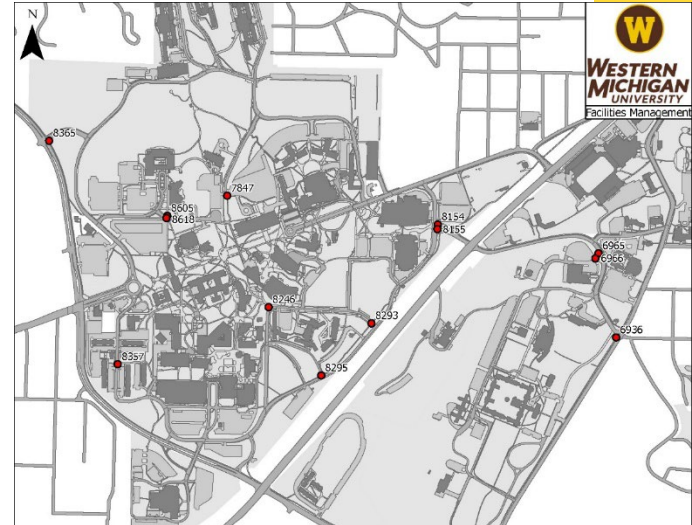 N
W
WESTERN
MICHIGAN
UNIVERSITY
Facilities Management
8365
7847
8605
8618
8154
8155
6965
6966
8246
8293
6936
8357
8295